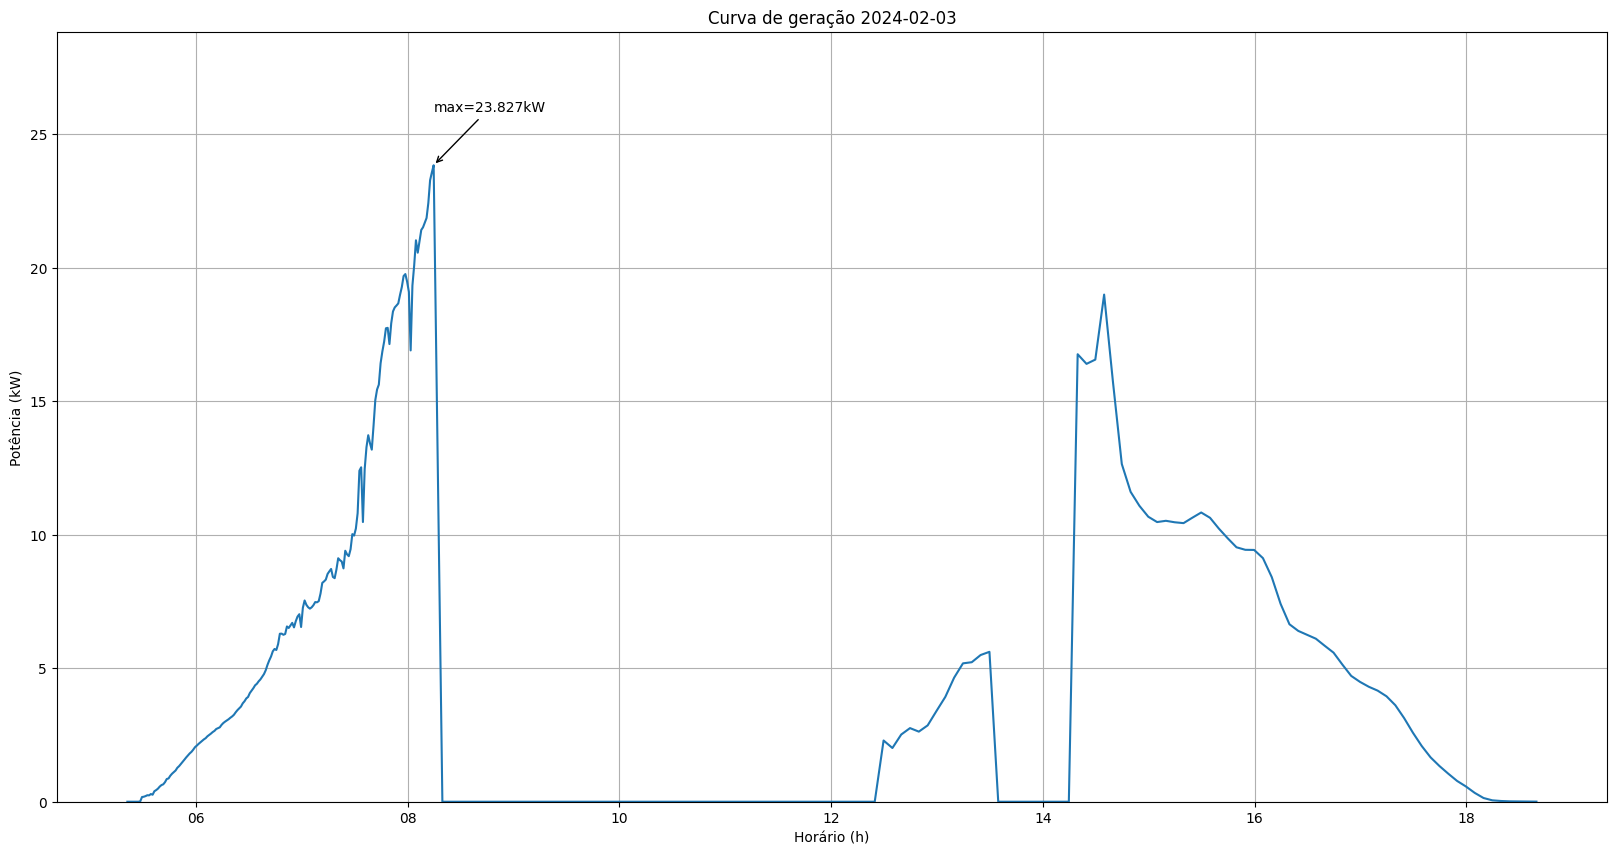 Curva de geração 2024-02-03
max=23.827kW
25
20
15
10
5
0
Potência (kW)
06 08 10 12 14 16 18
Horário (h)